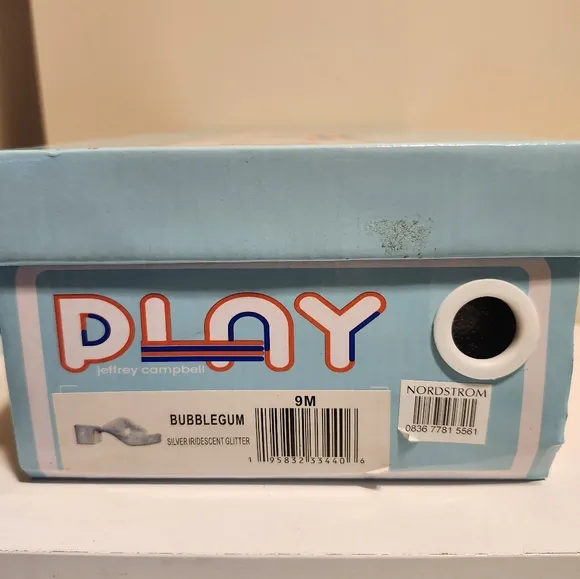 PLAY
jeffrey campbell
9M
BUBBLEGUM
SILVER IRIDESCENT GLITTER
1 95832 33440 6
NORDSTROM
0836 7781 5561